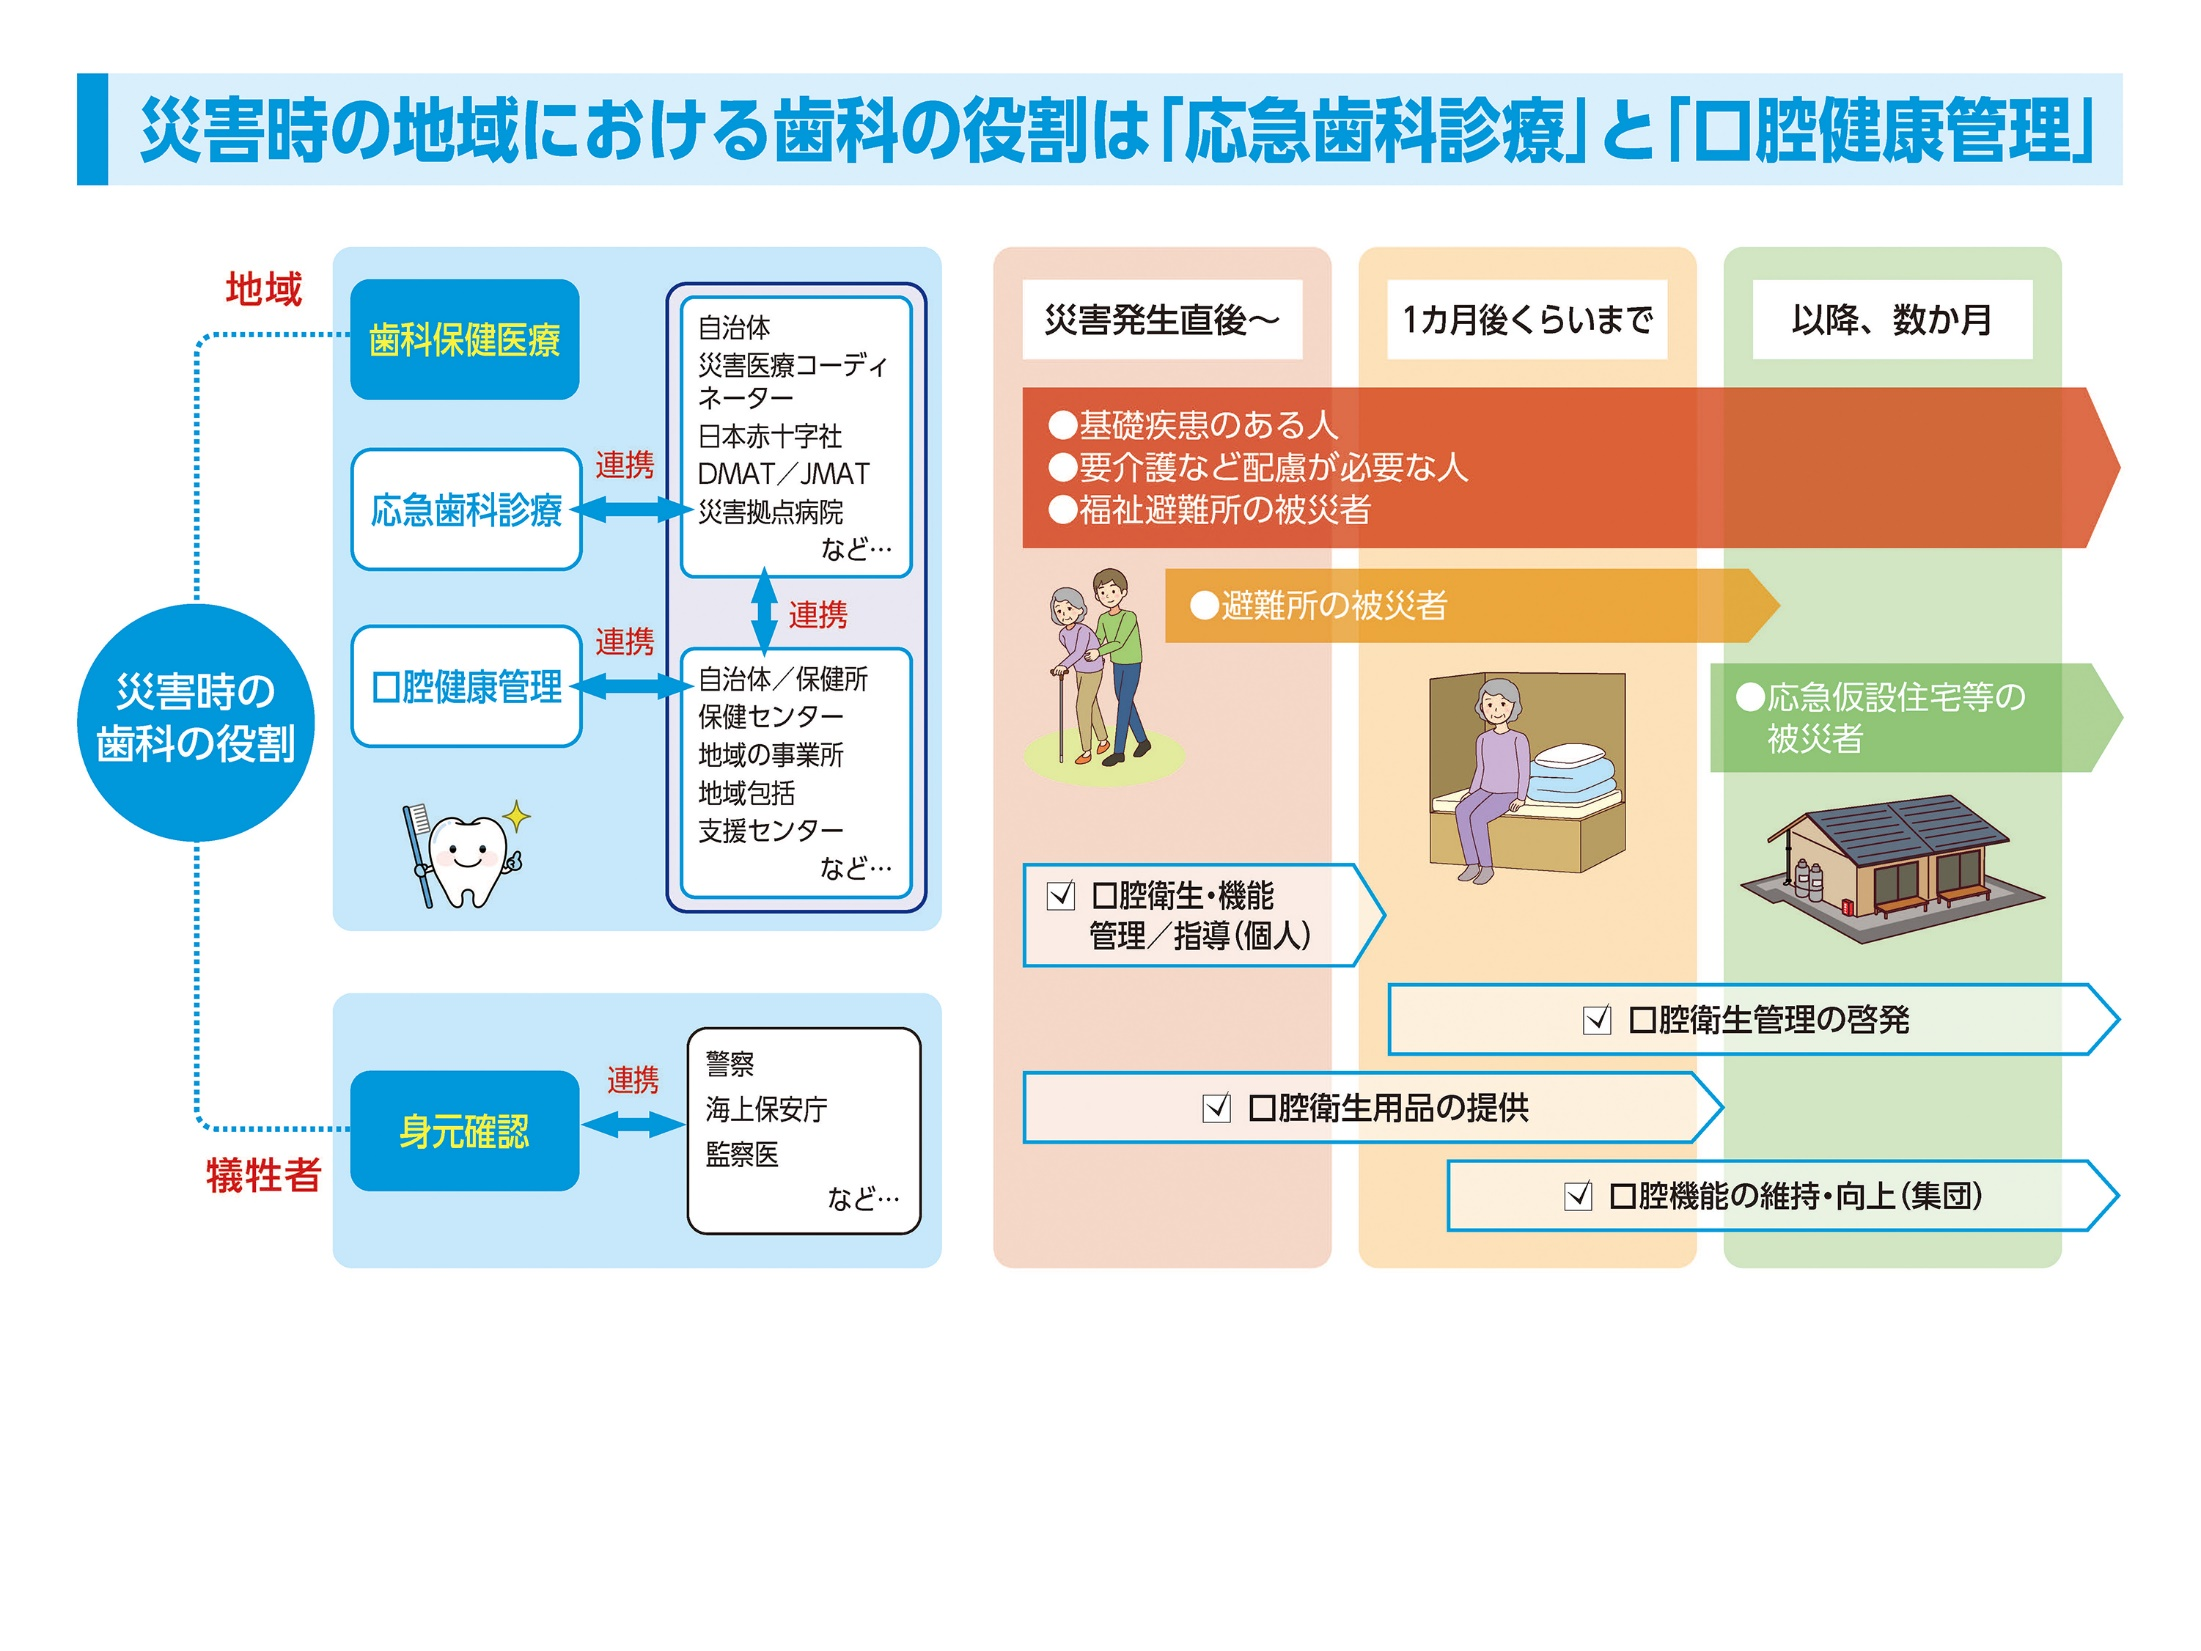 災害時の地域における歯科の役割は「応急歯科診療」と「口腔健康管理」
災害時の
歯科の役割
地域
歯科保健医療
応急歯科診療
連携
自治体
災害医療コーディ
ネーター
日本赤十字社
DMAT／JMAT
災害拠点病院
など…
連携
口腔健康管理
連携
自治体／保健所
保健センター
地域の事業所
地域包括
支援センター
など…
犠牲者
身元確認
連携
警察
海上保安庁
監察医
など…
災害発生直後～
1カ月後くらいまで
以降、数か月
●基礎疾患のある人
●要介護など配慮が必要な人
●福祉避難所の被災者
●避難所の被災者
●応急仮設住宅等の
被災者
☑ 口腔衛生・機能
管理／指導（個人）
☑ 口腔衛生管理の啓発
☑ 口腔衛生用品の提供
☑ 口腔機能の維持・向上（集団）